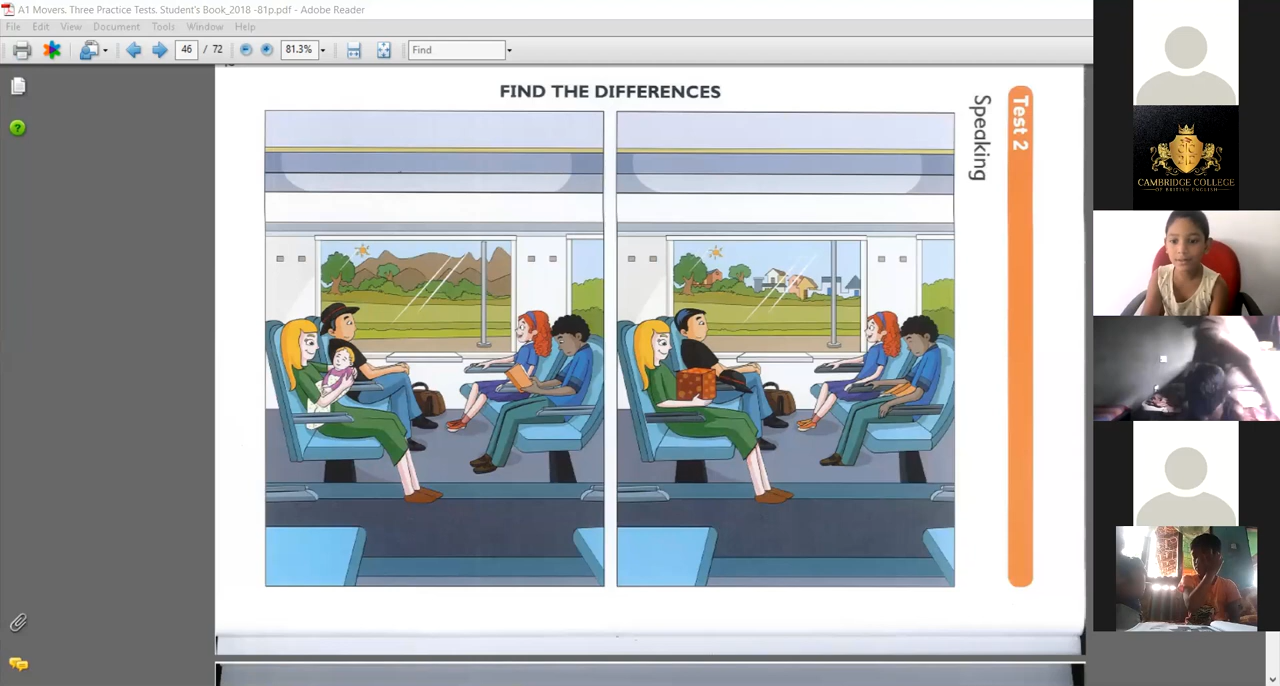 A1 Movers. Three Practice Tests. Student's Book_2018 -81p.pdf - Adobe Reader
File Edit View Document Tools Window Help
46 / 72 81.3% Find
FIND THE DIFFERENCES
Test 2
Speaking
CAMBRIDGE COLLEGE
OF BRITISH ENGLISH